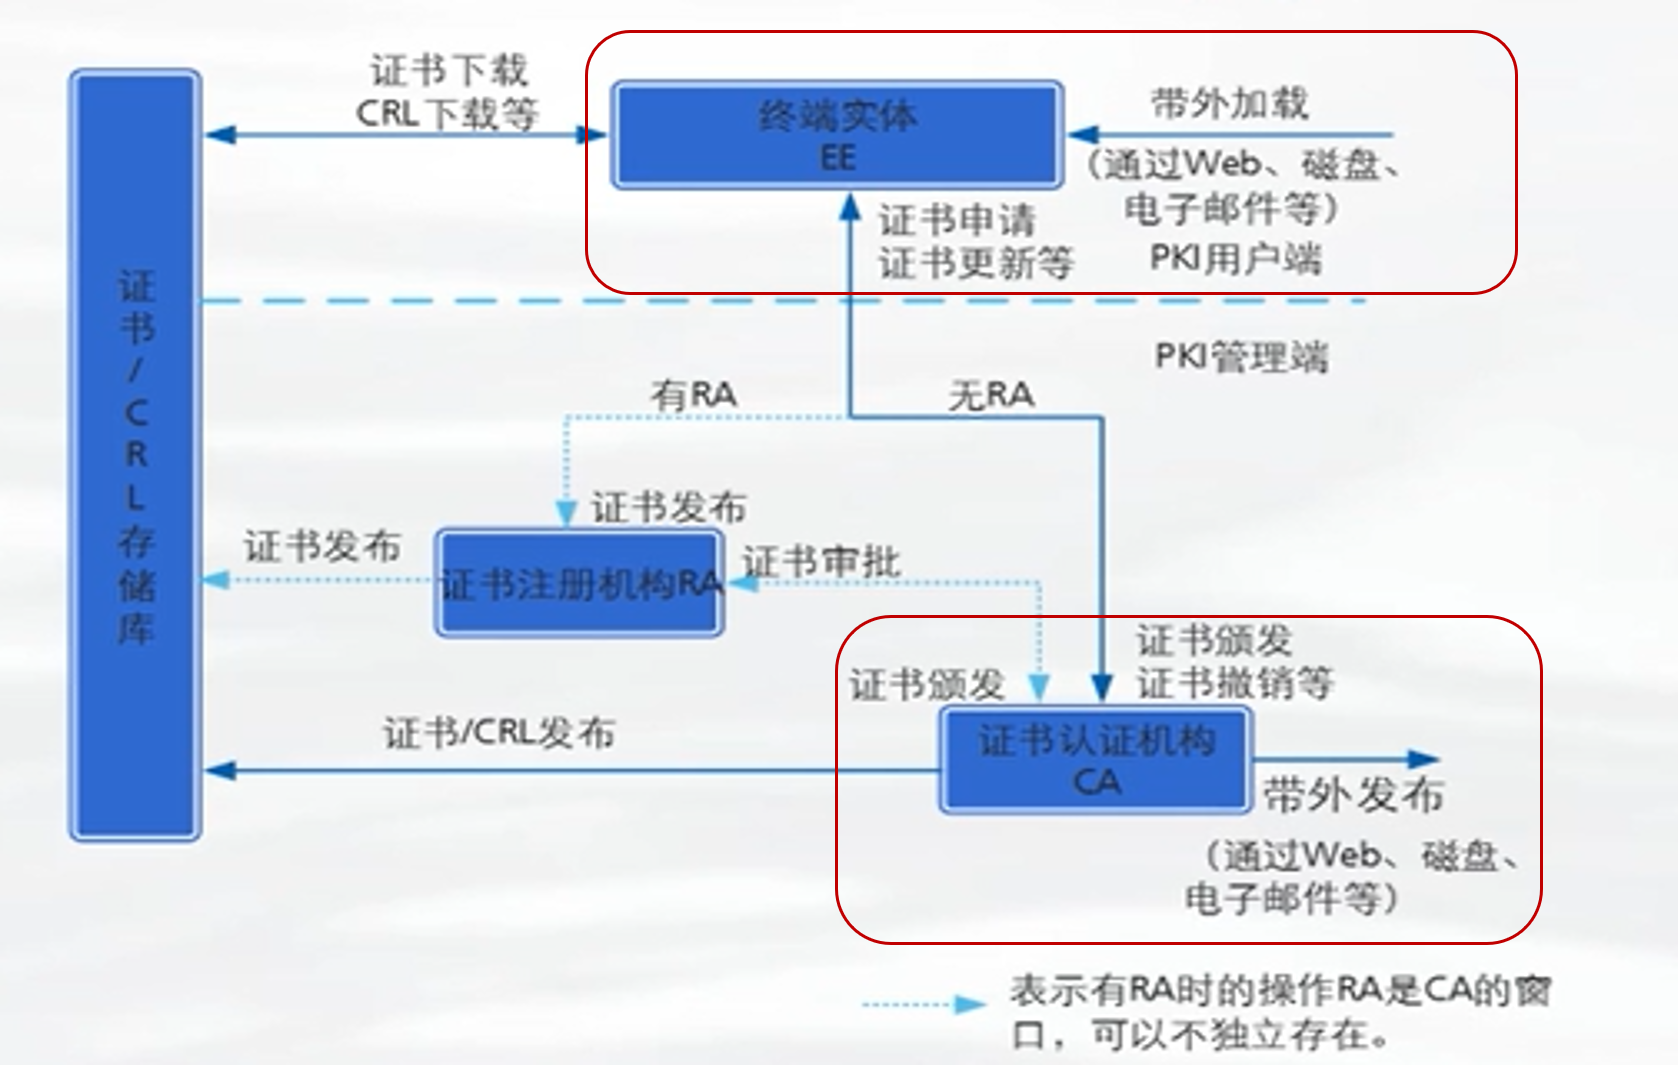 证书下载
CRL下载等
终端实体
EE
带外加载
（通过Web、磁盘、
电子邮件等）
证书申请
证书更新等
PKI用户端
证书/CRL存储库
PKI管理端
有RA
无RA
证书发布
证书发布
证书注册机构RA
证书审批
证书颁发
证书颁发
证书撤销等
证书/CRL发布
证书认证机构
CA
带外发布
（通过Web、磁盘、
电子邮件等）
表示有RA时的操作RA是CA的窗
口，可以不独立存在。